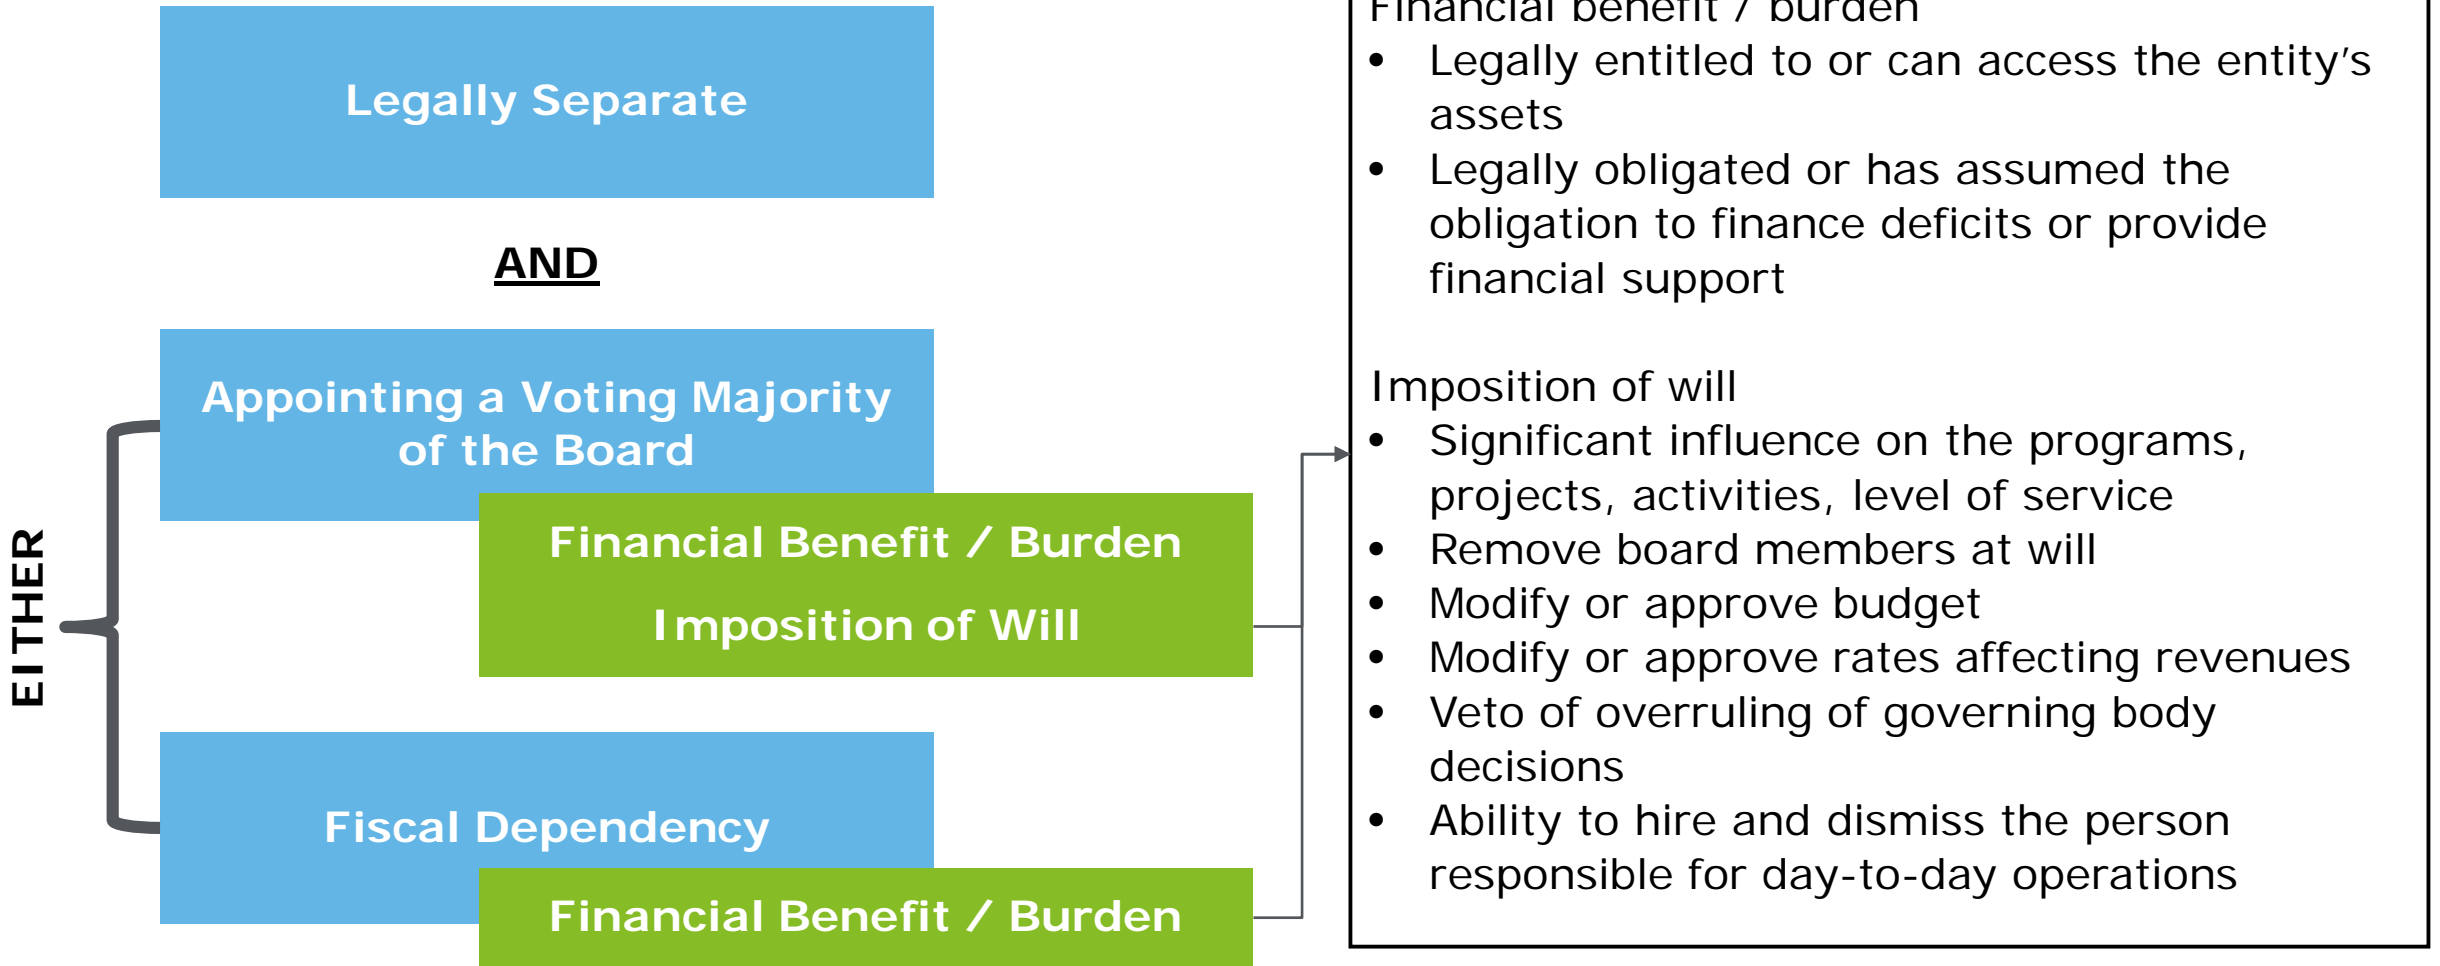 Legally Separate
AND
EITHER
Appointing a Voting Majority
of the Board
Financial Benefit / Burden
Imposition of Will
Fiscal Dependency
Financial Benefit / Burden
Financial benefit / burden
• Legally entitled to or can access the entity's
assets
• Legally obligated or has assumed the
obligation to finance deficits or provide
financial support
Imposition of will
• Significant influence on the programs,
projects, activities, level of service
• Remove board members at will
• Modify or approve budget
• Modify or approve rates affecting revenues
• Veto of overruling of governing body
decisions
• Ability to hire and dismiss the person
responsible for day-to-day operations